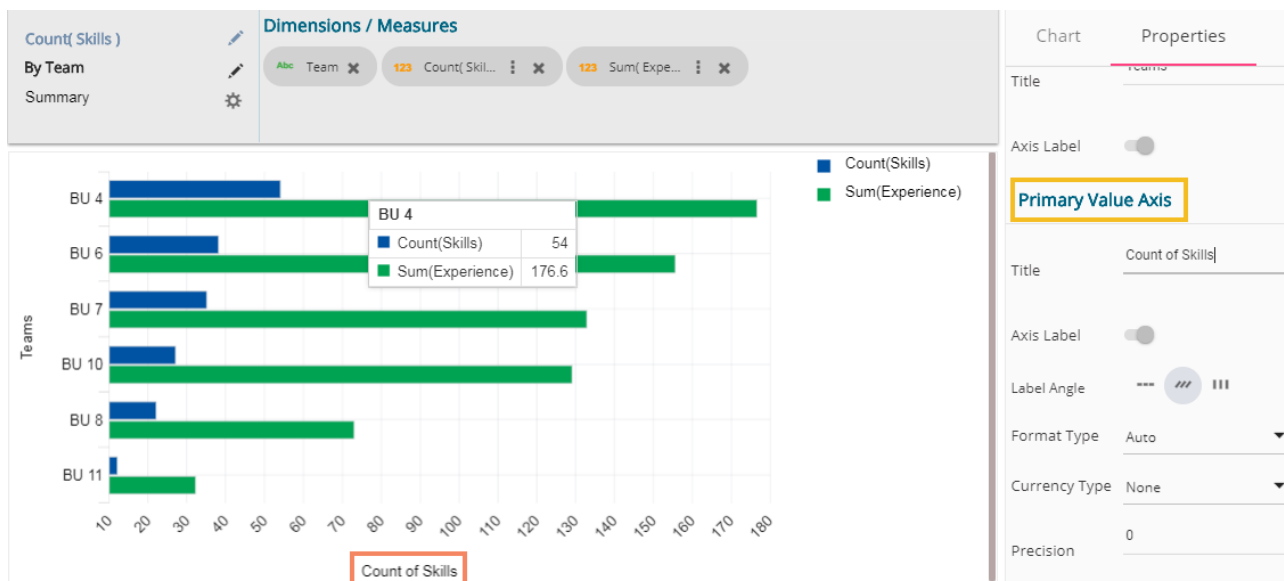 Count( Skills )
By Team
Summary
Dimensions / Measures
Abc Team
123 Count( Skil...
123 Sum( Expe...
Chart Properties
Title Teams
Axis Label
Primary Value Axis
Title Count of Skills
Axis Label
Label Angle
Format Type Auto
Currency Type None
Precision 0
Count(Skills)
Sum(Experience)
BU 4
Count(Skills) 54
Sum(Experience) 176.6
Teams
BU 4
BU 6
BU 7
BU 10
BU 8
BU 11
10 20 30 40 50 60 70 80 90 100 110 120 130 140 150 160 170 180
Count of Skills